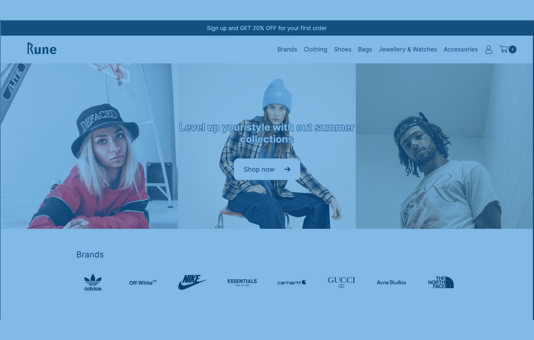 Sign up and GET 20% OFF for your first order
Rune
Brands Clothing Shoes Bags Jewellery & Watches Accessories 1
ELITE
DEFACED
Level up your style with out summer
collections
Shop now
Brands
adidas
Off-White™
NIKE
ESSENTIALS
carhartt
GUCCI
Acne Studios
THE
NORTH
FACE